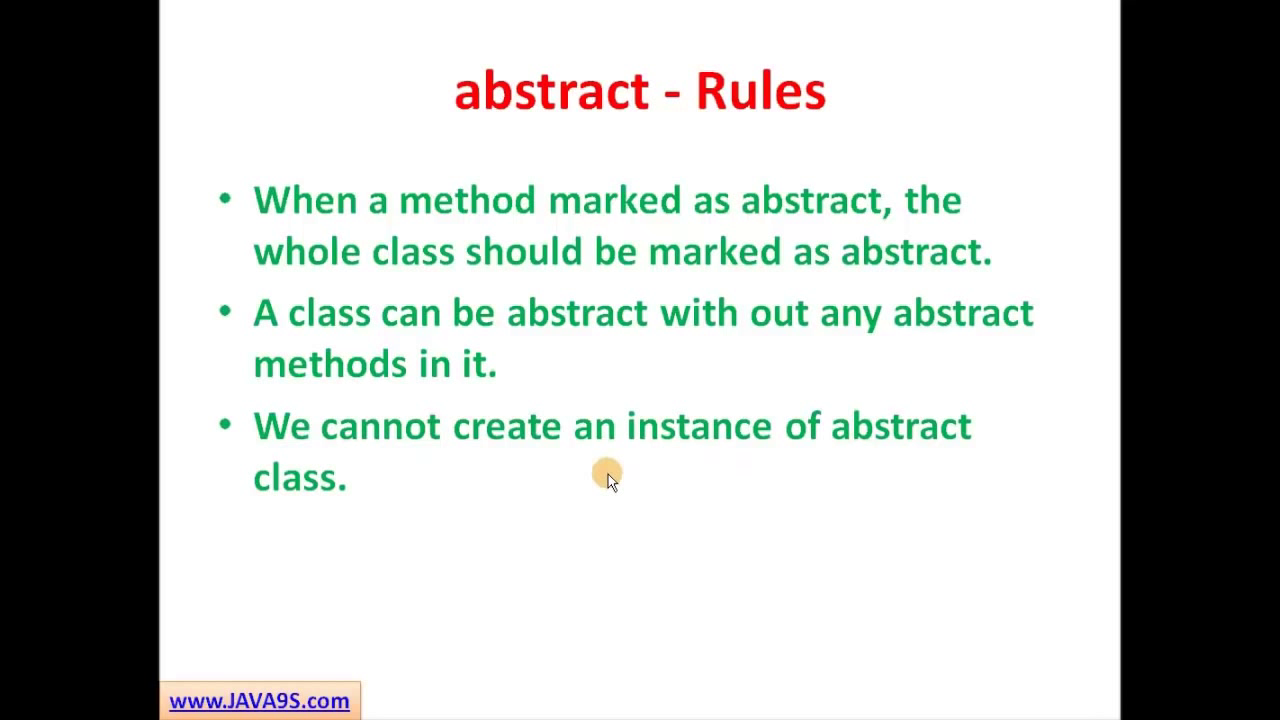 abstract - Rules
• When a method marked as abstract, the
whole class should be marked as abstract.
• A class can be abstract with out any abstract
methods in it.
• We cannot create an instance of abstract
class.
www.JAVA9S.com